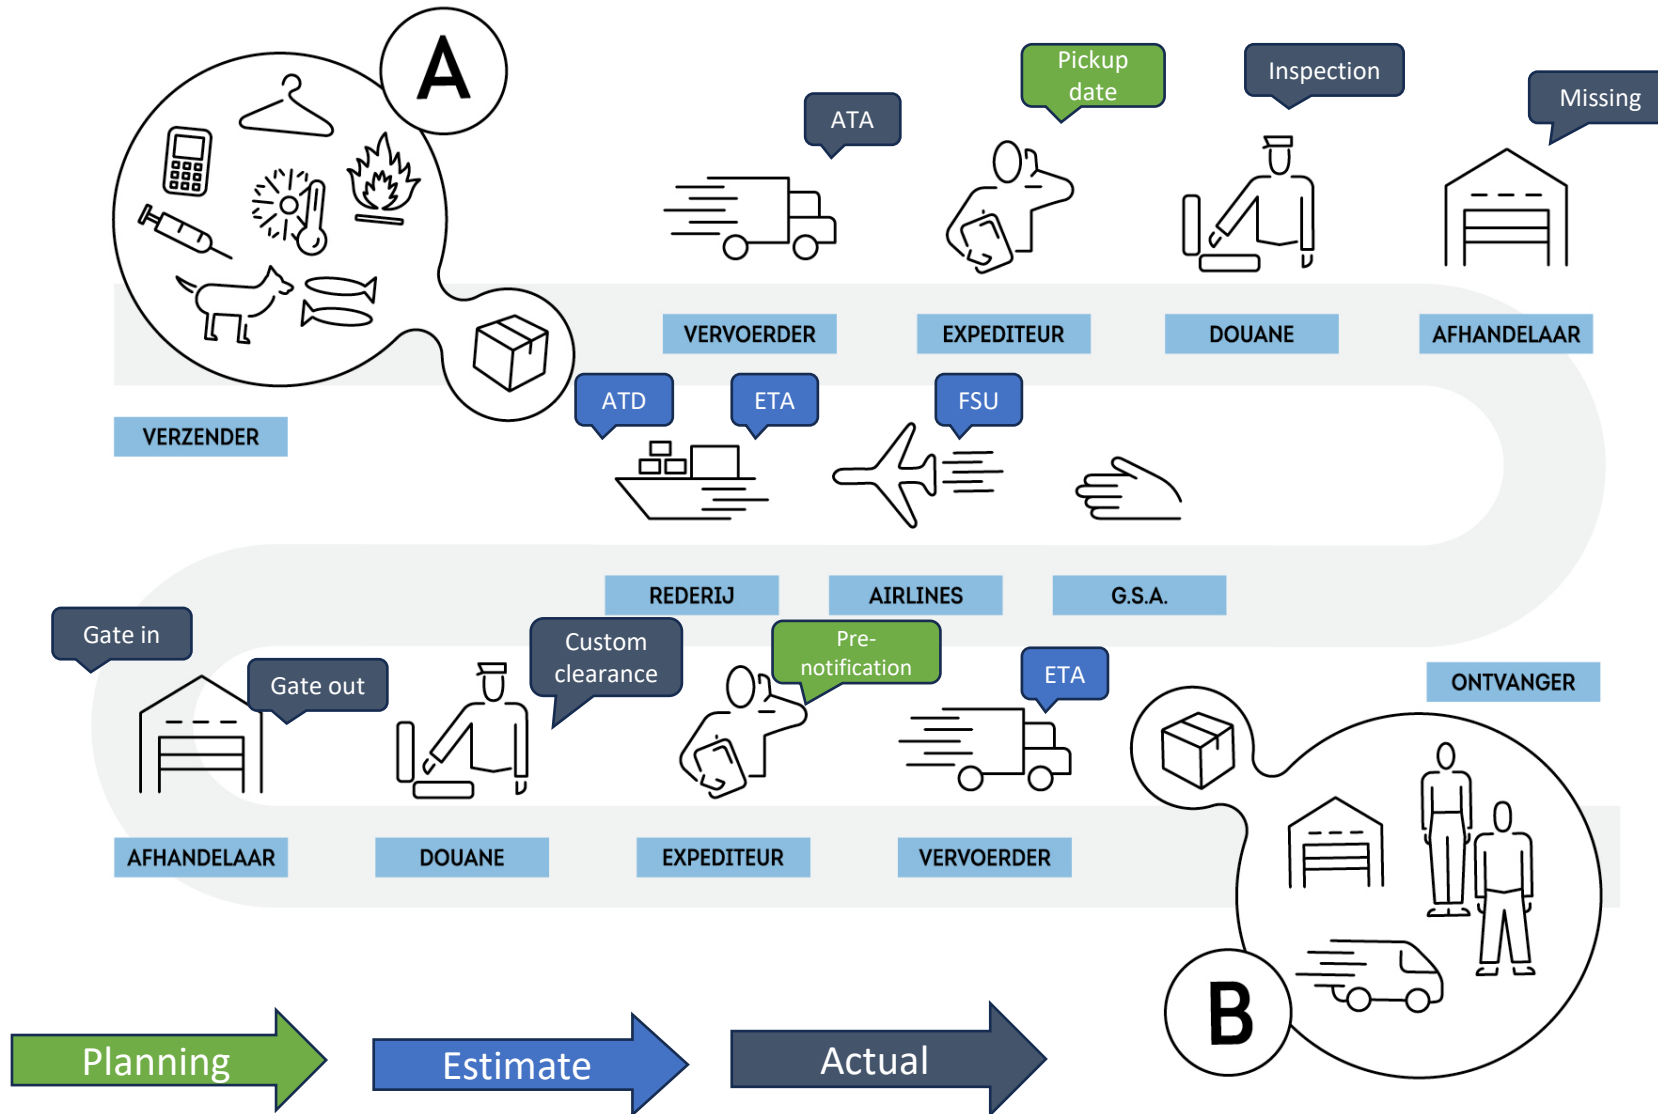 A
ATA
Pickup
date
Inspection
Missing
VERVOERDER
EXPEDITEUR
DOUANE
AFHANDELAAR
VERZENDER
ATD
ETA
FSU
REDERIJ
AIRLINES
G.S.A.
Gate in
Gate out
Custom
clearance
Pre-
notification
ETA
ONTVANGER
AFHANDELAAR
DOUANE
EXPEDITEUR
VERVOERDER
B
Planning
Estimate
Actual